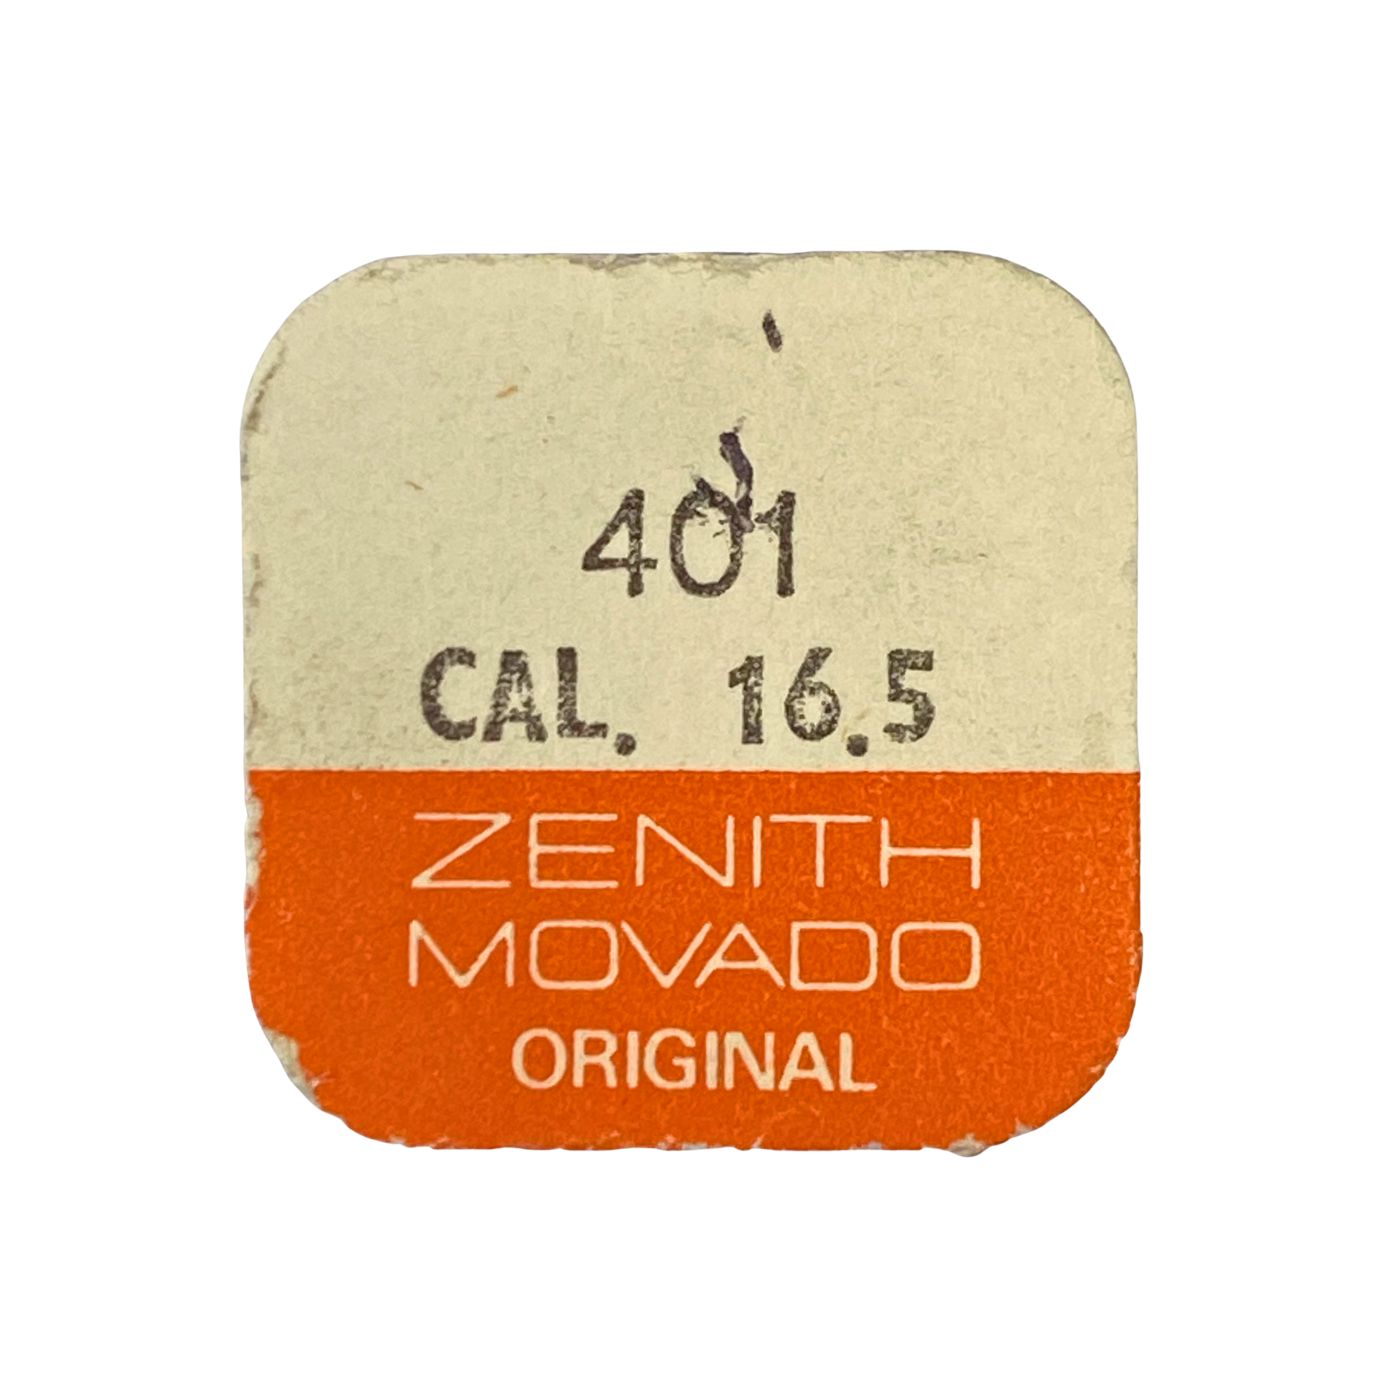 401
CAL. 16.5
ZENITH
MOVADO
ORIGINAL